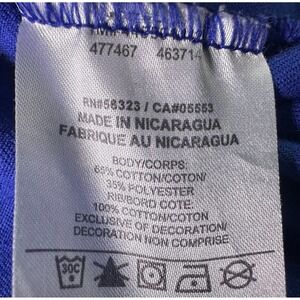 477467 463714
RN#58323 / CA#05553
MADE IN NICARAGUA
FABRIQUE AU NICARAGUA
BODY/CORPS:
65% COTTON/COTON/
35% POLYESTER
RIB/BORD COTE:
100% COTTON/COTON
EXCLUSIVE OF DECORATION/
DECORATION NON COMPRISE
30C